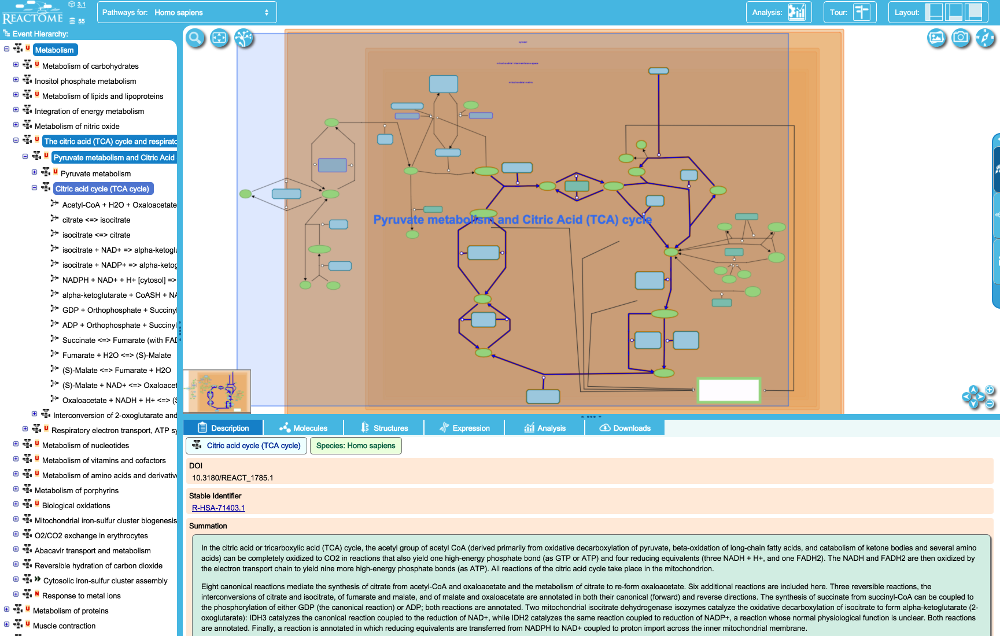 REACTOME
3.1
55
Pathways for: Homo sapiens
Analysis:
Tour:
Layout:
Event Hierarchy:
Metabolism
Metabolism of carbohydrates
Inositol phosphate metabolism
Metabolism of lipids and lipoproteins
Integration of energy metabolism
Metabolism of nitric oxide
The citric acid (TCA) cycle and respirato
Pyruvate metabolism and Citric Acid
Pyruvate metabolism
Citric acid cycle (TCA cycle)
Acetyl-CoA + H2O + Oxaloacetate
citrate <=> isocitrate
isocitrate <=> citrate
isocitrate + NAD+ => alpha-ketoglu
isocitrate + NADP+ => alpha-ketog
NADPH + NAD+ + H+ [cytosol] =>
alpha-ketoglutarate + CoASH + NA
GDP + Orthophosphate + Succinyl
ADP + Orthophosphate + Succinyl
Succinate <=> Fumarate (with FAD
Fumarate + H2O <=> (S)-Malate
(S)-Malate <=> Fumarate + H2O
(S)-Malate + NAD+ <=> Oxaloacet
Oxaloacetate + NADH + H+ <=> (S
Interconversion of 2-oxoglutarate and
Respiratory electron transport, ATP sy
Metabolism of nucleotides
Metabolism of vitamins and cofactors
Metabolism of amino acids and derivative
Metabolism of porphyrins
Biological oxidations
Mitochondrial iron-sulfur cluster biogenesis
O2/CO2 exchange in erythrocytes
Abacavir transport and metabolism
Reversible hydration of carbon dioxide
Cytosolic iron-sulfur cluster assembly
Response to metal ions
Metabolism of proteins
Muscle contraction
cytosol
mitochondrial intermembrane space
mitochondrial matrix
Pyruvate metabolism and Citric Acid (TCA) cycle
Description
Molecules
Structures
Expression
Analysis
Downloads
Citric acid cycle (TCA cycle)
Species: Homo sapiens
DOI
10.3180/REACT_1785.1
Stable Identifier
R-HSA-71403.1
Summation
In the citric acid or tricarboxylic acid (TCA) cycle, the acetyl group of acetyl CoA (derived primarily from oxidative decarboxylation of pyruvate, beta-oxidation of long-chain fatty acids, and catabolism of ketone bodies and several amino
acids) can be completely oxidized to CO2 in reactions that also yield one high-energy phosphate bond (as GTP or ATP) and four reducing equivalents (three NADH + H+, and one FADH2). The NADH and FADH2 are then oxidized by
the electron transport chain to yield nine more high-energy phosphate bonds (as ATP). All reactions of the citric acid cycle take place in the mitochondrion.
Eight canonical reactions mediate the synthesis of citrate from acetyl-CoA and oxaloacetate and the metabolism of citrate to re-form oxaloacetate. Six additional reactions are included here. Three reversible reactions, the
interconversions of citrate and isocitrate, of fumarate and malate, and of malate and oxaloacetate are annotated in both their canonical (forward) and reverse directions. The synthesis of succinate from succinyl-CoA can be coupled to
the phosphorylation of either GDP (the canonical reaction) or ADP; both reactions are annotated. Two mitochondrial isocitrate dehydrogenase isozymes catalyze the oxidative decarboxylation of isocitrate to form alpha-ketoglutarate (2-
oxoglutarate): IDH3 catalyzes the canonical reaction coupled to the reduction of NAD+, while IDH2 catalyzes the same reaction coupled to reduction of NADP+, a reaction whose normal physiological function is unclear. Both reactions
are annotated. Finally, a reaction is annotated in which reducing equivalents are transferred from NADPH to NAD+ coupled to proton import across the inner mitochondrial membrane.